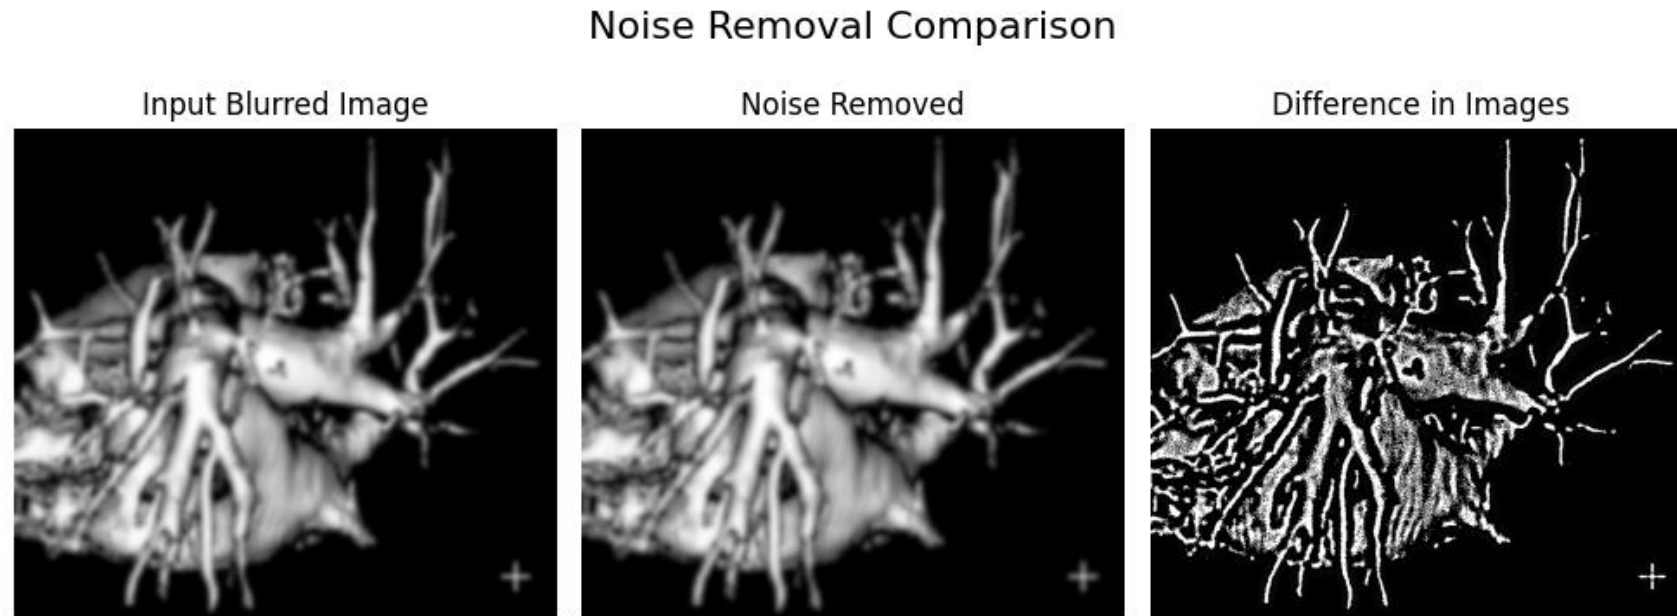 Noise Removal Comparison
Input Blurred Image
Noise Removed
Difference in Images